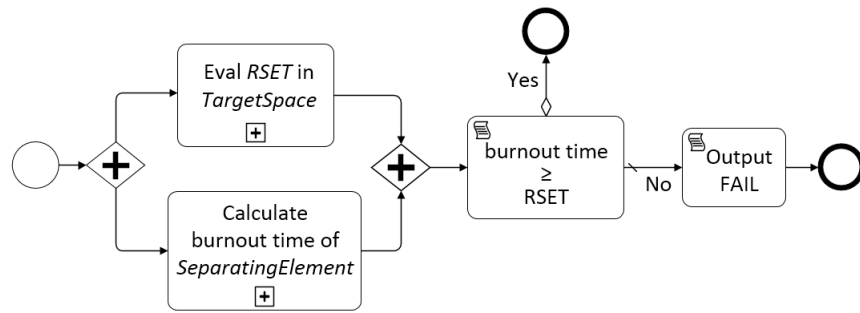 Eval RSET in
TargetSpace
Calculate
burnout time of
SeparatingElement
Yes
burnout time
≥
RSET
No
Output
FAIL